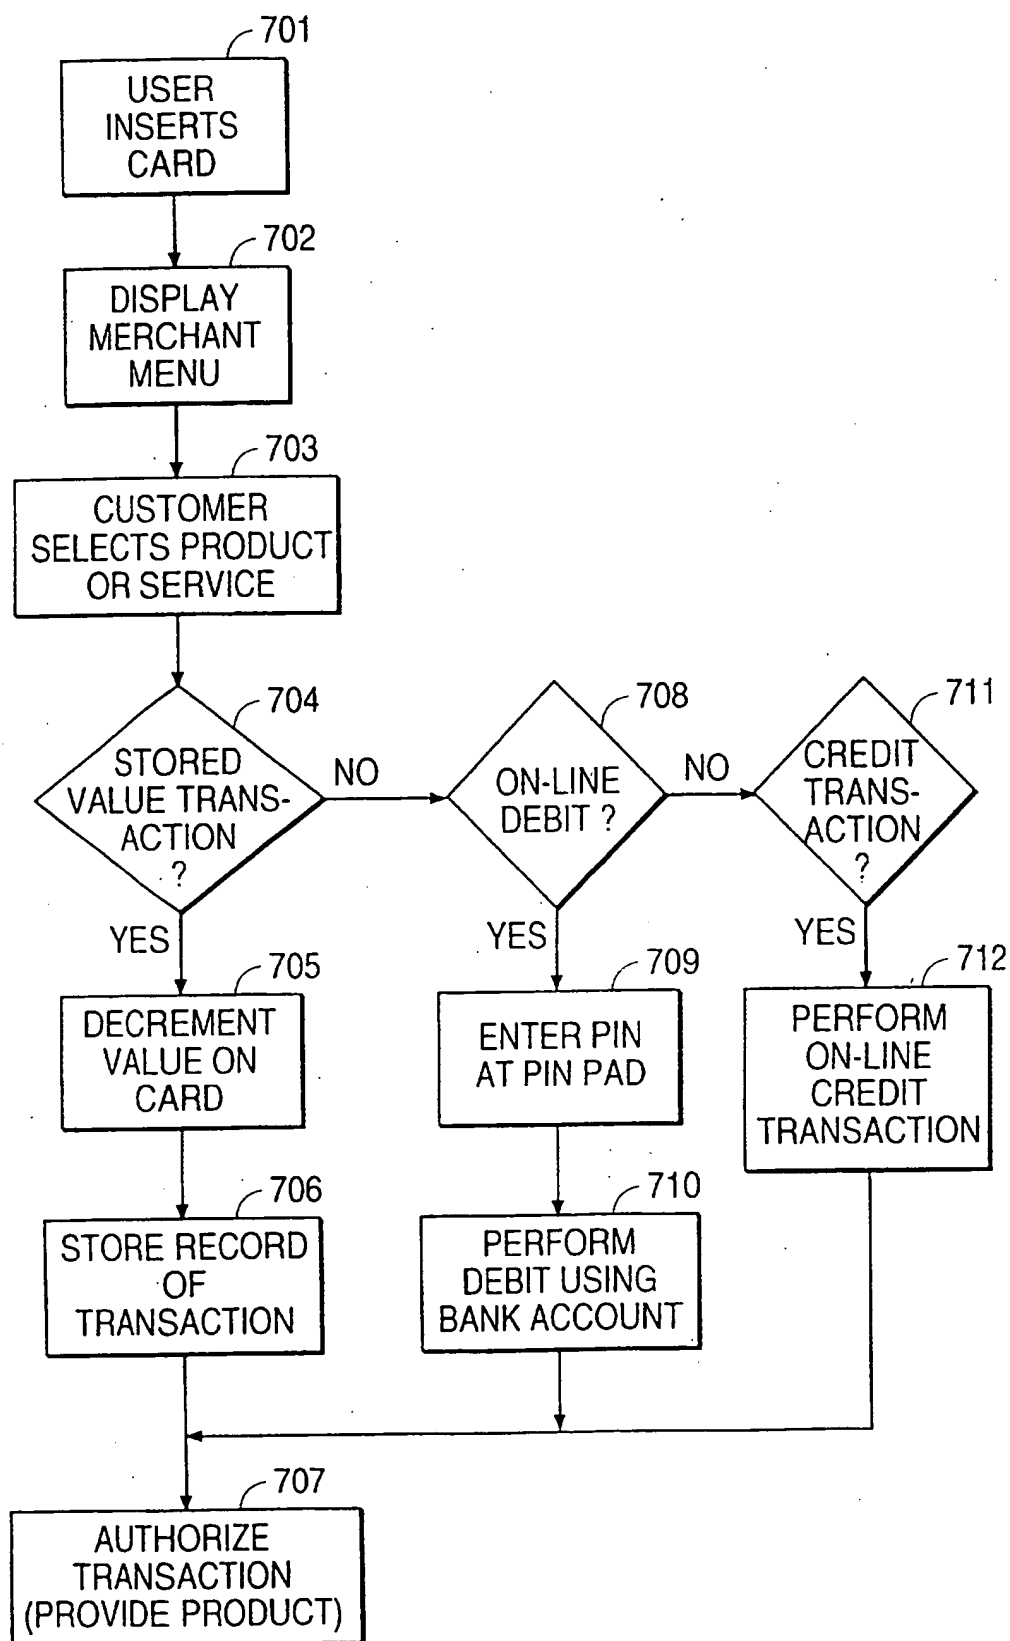 701
USER
INSERTS
CARD
702
DISPLAY
MERCHANT
MENU
703
CUSTOMER
SELECTS PRODUCT
OR SERVICE
704
STORED
VALUE TRANS-
ACTION
?
NO
708
ON-LINE
DEBIT ?
NO
711
CREDIT
TRANS-
ACTION
?
YES
705
DECREMENT
VALUE ON
CARD
706
STORE RECORD
OF
TRANSACTION
YES
709
ENTER PIN
AT PIN PAD
710
PERFORM
DEBIT USING
BANK ACCOUNT
YES
712
PERFORM
ON-LINE
CREDIT
TRANSACTION
707
AUTHORIZE
TRANSACTION
(PROVIDE PRODUCT)